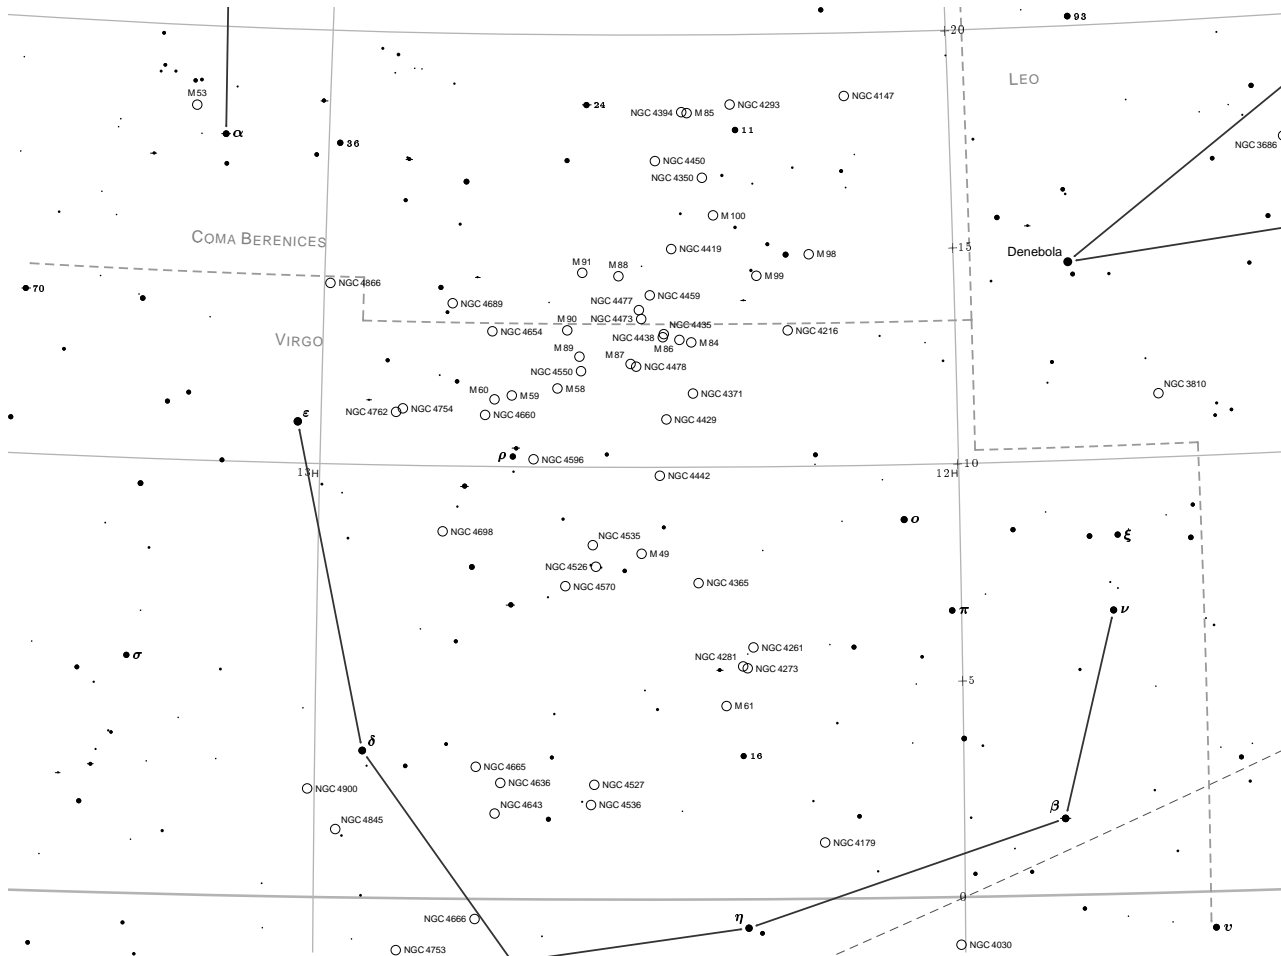 93
+20
LEO
M 53
NGC 4147
24
NGC 4394
M 85
NGC 4293
11
α
36
NGC 3686
NGC 4450
NGC 4350
M 100
COMA BERENICES
NGC 4419
+15
M 98
Denebola
M 91
M 88
M 99
NGC 4866
70
NGC 4689
NGC 4459
NGC 4477
NGC 4473
M 90
NGC 4435
NGC 4654
NGC 4216
VIRGO
NGC 4438
M 86
M 84
M 89
M 87
NGC 4478
NGC 4550
NGC 3810
M 60
M 59
M 58
NGC 4371
NGC 4762
NGC 4754
NGC 4660
NGC 4429
ε
ρ
NGC 4596
+10
13H
12H
NGC 4442
ο
NGC 4698
NGC 4535
ξ
M 49
NGC 4526
NGC 4570
NGC 4365
π
ν
σ
NGC 4261
NGC 4281
NGC 4273
+5
M 61
δ
16
NGC 4665
NGC 4636
NGC 4527
NGC 4900
NGC 4643
NGC 4536
β
NGC 4845
NGC 4179
0
NGC 4666
η
υ
NGC 4753
NGC 4030